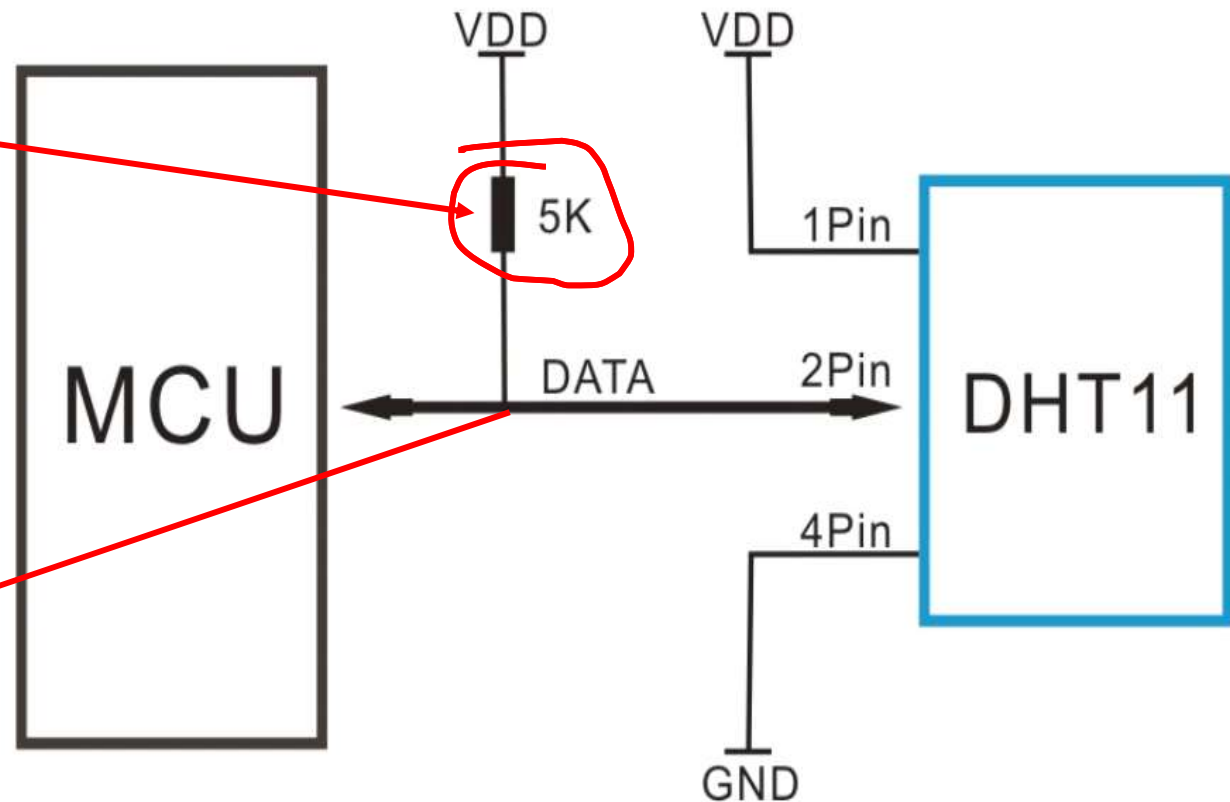 VDD
VDD
5K
1Pin
MCU
DATA
2Pin
DHT11
4Pin
GND